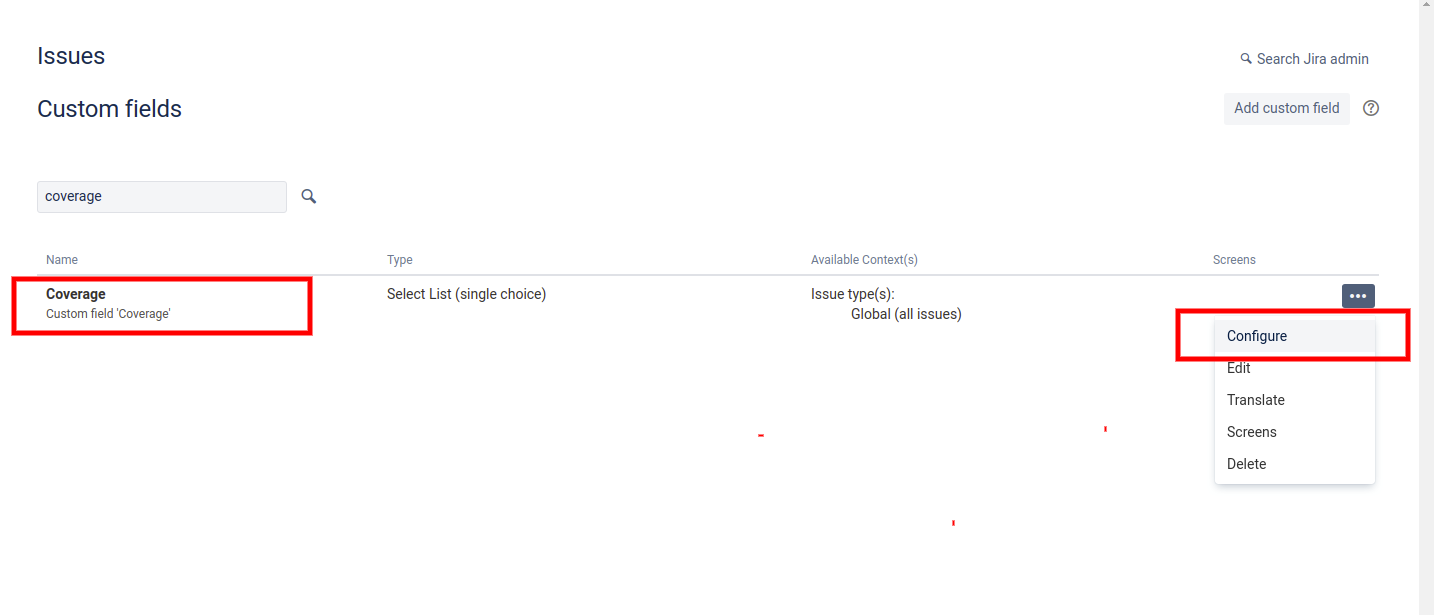 Issues
Search Jira admin
Custom fields
Add custom field
coverage
Name Type Available Context(s) Screens
Coverage Select List (single choice) Issue type(s):
Custom field 'Coverage' Global (all issues)
Configure
Edit
Translate
Screens
Delete